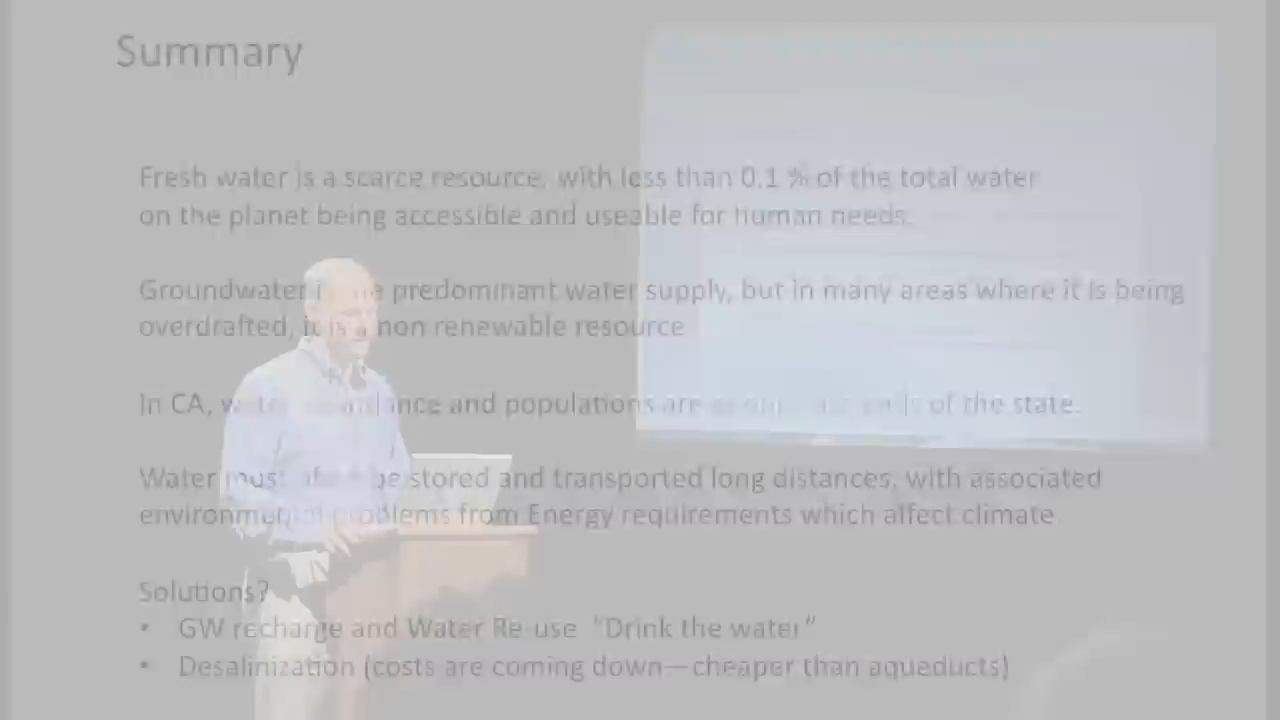 Summary
Fresh water is a scarce resource, with less than 0.1 % of the total water
on the planet being accessible and useable for human needs.
Groundwater is the predominant water supply, but in many areas where it is being
overdrafted, it is a non renewable resource
In CA, water abundance and populations are at opposite ends of the state.
Water must then be stored and transported long distances, with associated
environmental problems from Energy requirements which affect climate
Solutions?
• GW recharge and Water Re-use "Drink the water"
• Desalinization (costs are coming down—cheaper than aqueducts)